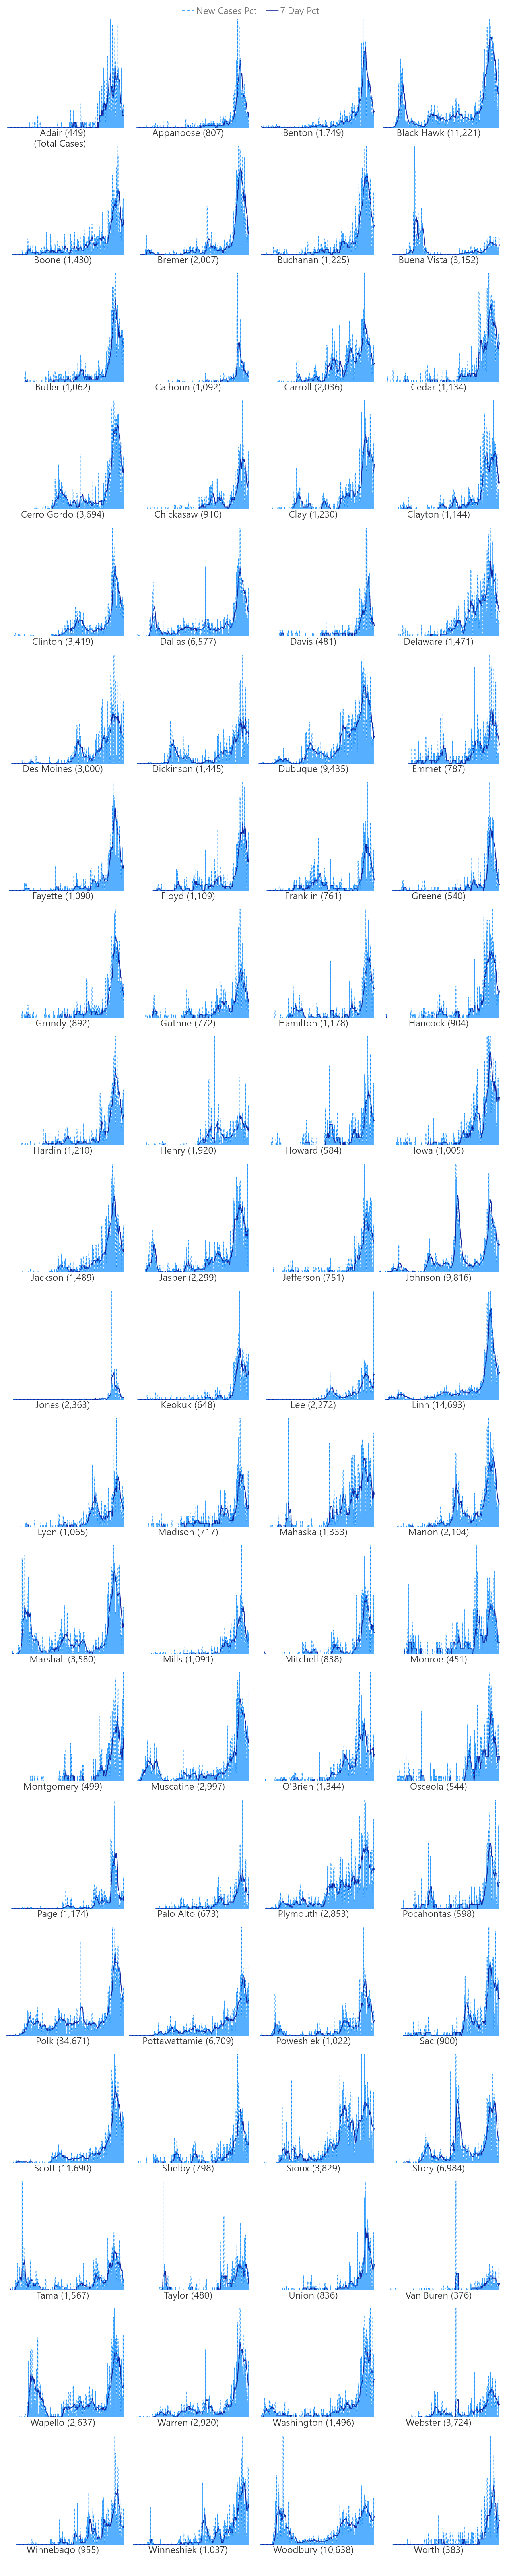 New Cases Pct 7 Day Pct
Adair (449) Appanoose (807) Benton (1,749) Black Hawk (11,221)
(Total Cases)
Boone (1,430) Bremer (2,007) Buchanan (1,225) Buena Vista (3,152)
Butler (1,062) Calhoun (1,092) Carroll (2,036) Cedar (1,134)
Cerro Gordo (3,694) Chickasaw (910) Clay (1,230) Clayton (1,144)
Clinton (3,419) Dallas (6,577) Davis (481) Delaware (1,471)
Des Moines (3,000) Dickinson (1,445) Dubuque (9,435) Emmet (787)
Fayette (1,090) Floyd (1,109) Franklin (761) Greene (540)
Grundy (892) Guthrie (772) Hamilton (1,178) Hancock (904)
Hardin (1,210) Henry (1,920) Howard (584) Iowa (1,005)
Jackson (1,489) Jasper (2,299) Jefferson (751) Johnson (9,816)
Jones (2,363) Keokuk (648) Lee (2,272) Linn (14,693)
Lyon (1,065) Madison (717) Mahaska (1,333) Marion (2,104)
Marshall (3,580) Mills (1,091) Mitchell (838) Monroe (451)
Montgomery (499) Muscatine (2,997) O'Brien (1,344) Osceola (544)
Page (1,174) Palo Alto (673) Plymouth (2,853) Pocahontas (598)
Polk (34,671) Pottawattamie (6,709) Poweshiek (1,022) Sac (900)
Scott (11,690) Shelby (798) Sioux (3,829) Story (6,984)
Tama (1,567) Taylor (480) Union (836) Van Buren (376)
Wapello (2,637) Warren (2,920) Washington (1,496) Webster (3,724)
Winnebago (955) Winneshiek (1,037) Woodbury (10,638) Worth (383)